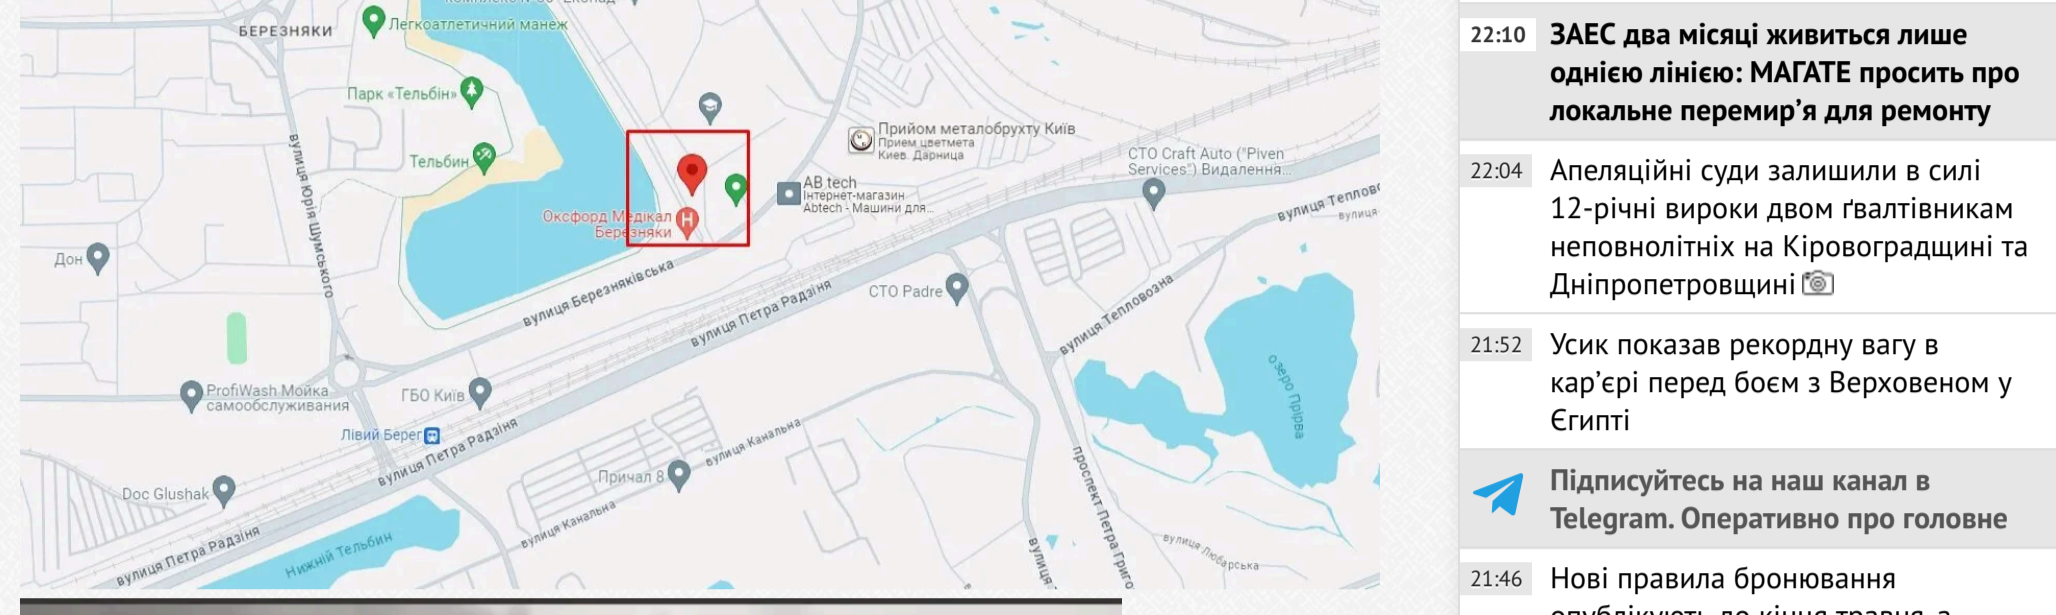 БЕРЕЗНЯКИ
Легкоатлетичний манеж
Парк «Тельбін»
Тельбин
вулиця Юрія Шумського
Дон
Оксфорд Медікал
Березняки
Прийом металобрухту Київ
Прием цветмета
Киев. Дарница
AB.tech
Інтернет-магазин
Abtech - Машини для...
СТО Craft Auto ("Piven
Services") Видалення...
вулиця Тепловс
вулиця
вулиця Березняківська
вулиця Петра Радзіна
СТО Padre
вулиця Тепловозна
озеро Прірва
ProfiWash Мойка
самообслуживания
ГБО Київ
Лівий Берег
вулиця Петра Радзіна
вулиця Канальна
Причал 8
Doc Glushak
вулиця Канальна
проспект Петра Григо
вулиця Любарська
вулиця
вулиця Петра Радзіна
Нижній Тельбин
22:10 ЗАЕС два місяці живиться лише
однією лінією: МАГАТЕ просить про
локальне перемир’я для ремонту
22:04 Апеляційні суди залишили в силі
12-річні вироки двом ґвалтівникам
неповнолітніх на Кіровоградщині та
Дніпропетровщині
21:52 Усик показав рекордну вагу в
кар’єрі перед боєм з Верховеном у
Єгипті
Підписуйтесь на наш канал в
Telegram. Оперативно про головне
21:46 Нові правила бронювання